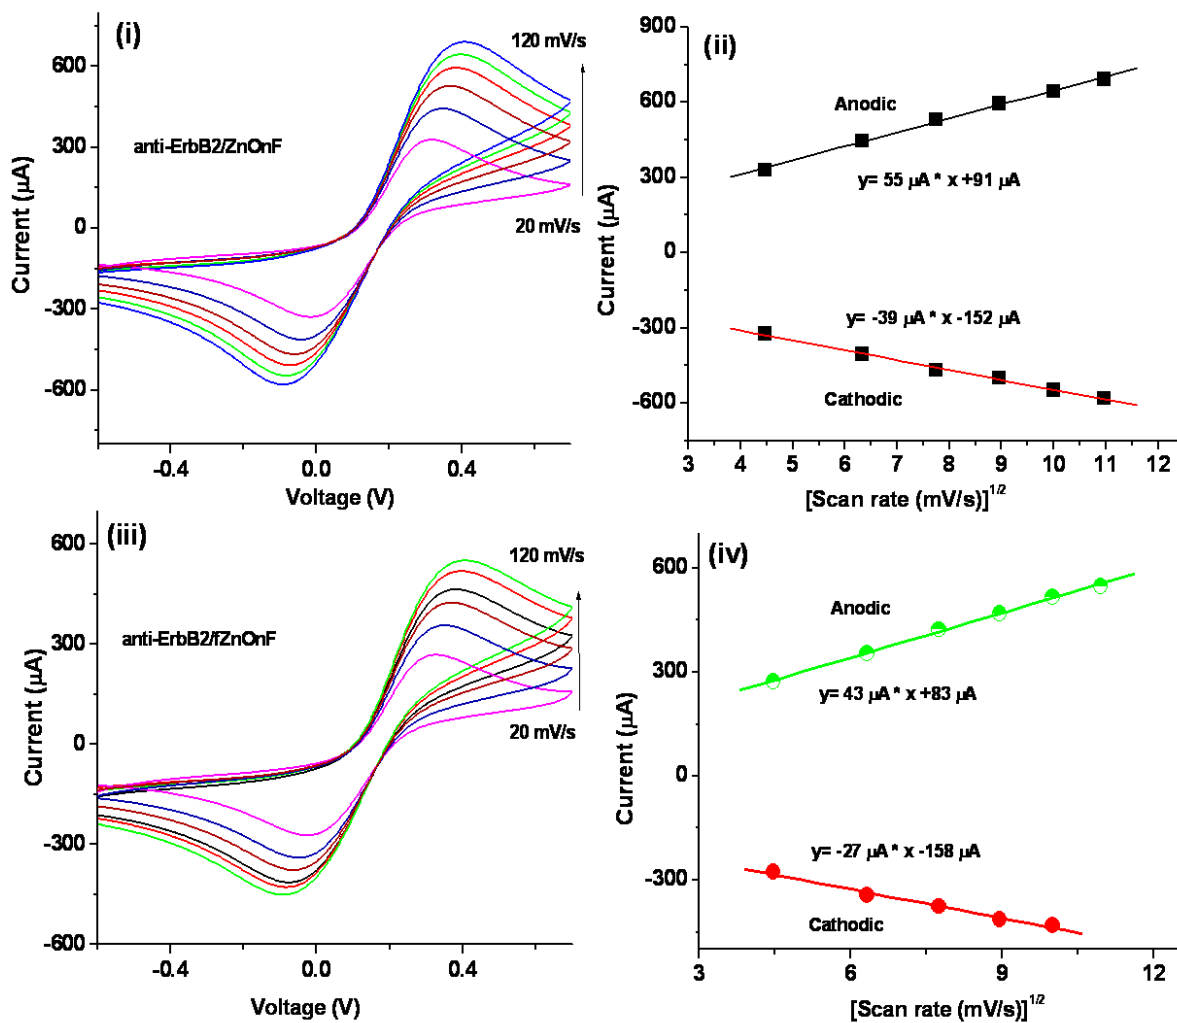 (i)
120 mV/s
anti-ErbB2/ZnOnF
20 mV/s
600
300
0
-300
-600
Current (µA)
-0.4
0.0
0.4
Voltage (V)
(ii)
900
600
300
0
-300
-600
Current (µA)
Anodic
y= 55 µA * x +91 µA
y= -39 µA * x -152 µA
Cathodic
3
4
5
6
7
8
9
10
11
12
[Scan rate (mV/s)]^1/2
(iii)
120 mV/s
anti-ErbB2/fZnOnF
20 mV/s
600
300
0
-300
-600
Current (µA)
-0.4
0.0
0.4
Voltage (V)
(iv)
600
300
0
-300
Current (µA)
Anodic
y= 43 µA * x +83 µA
y= -27 µA * x -158 µA
Cathodic
3
6
9
12
[Scan rate (mV/s)]^1/2